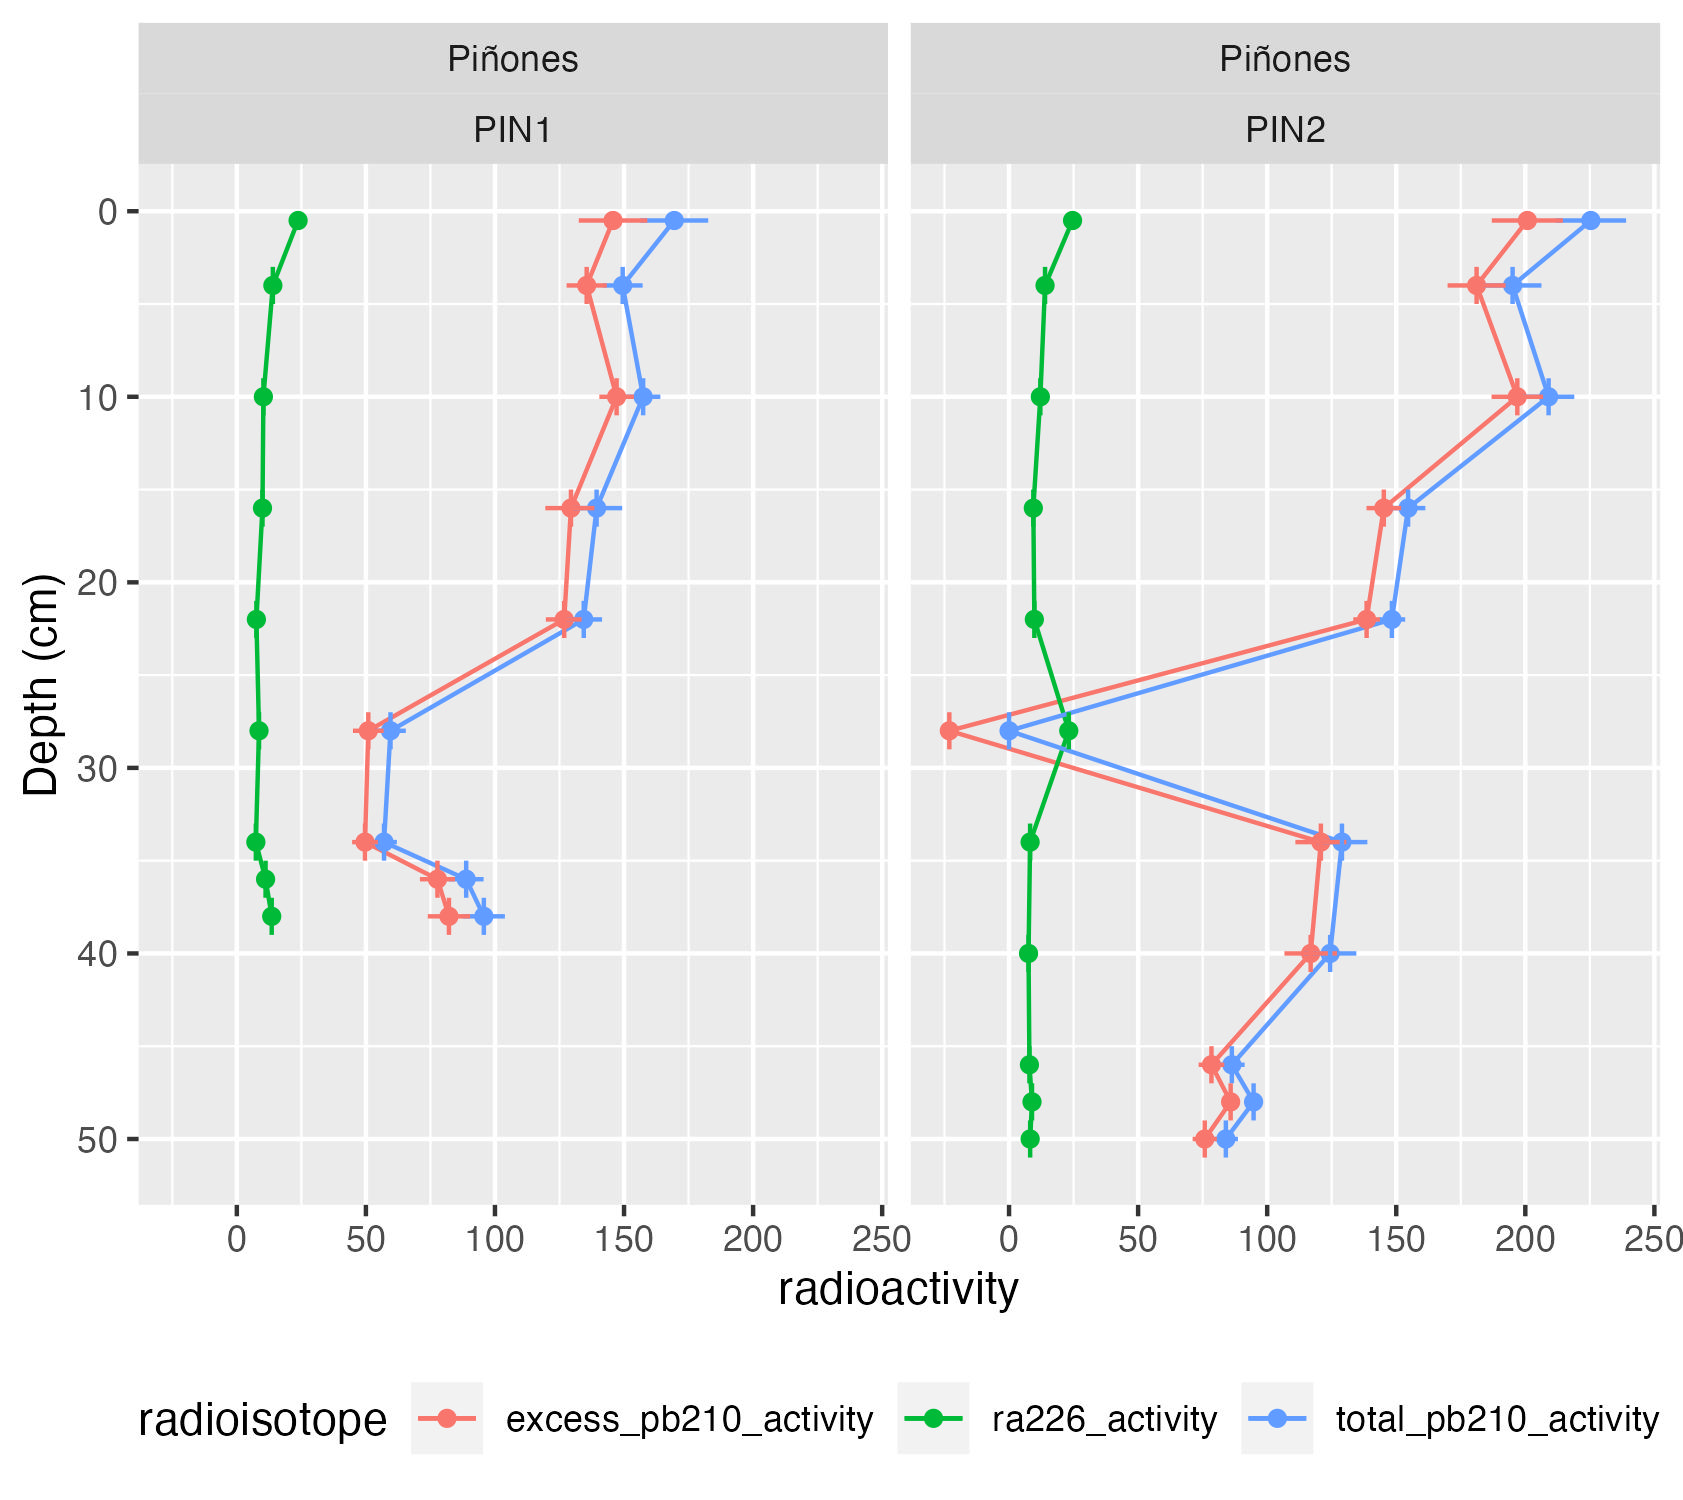 Piñones Piñones
PIN1 PIN2
0
10
20
30
40
50
Depth (cm)
0 50 100 150 200 250 0 50 100 150 200 250
radioactivity
radioisotope excess_pb210_activity ra226_activity total_pb210_activity